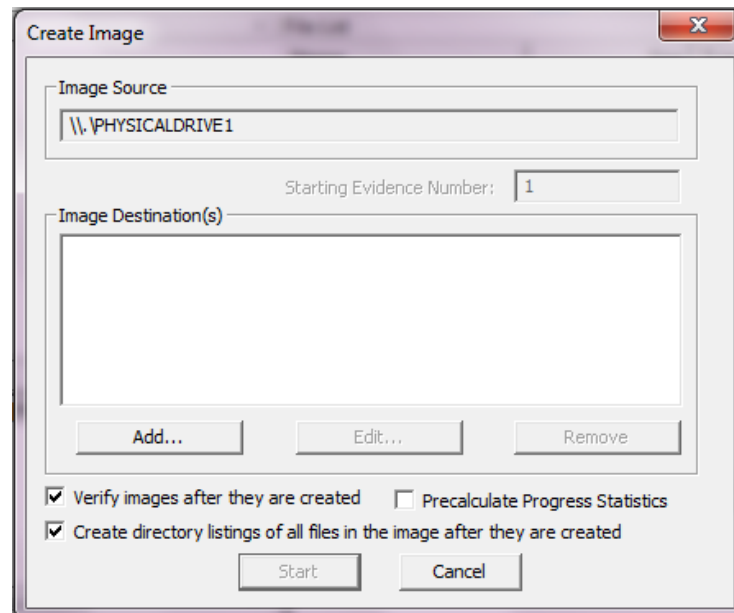 Create Image
Image Source
\\.\PHYSICALDRIVE1
Starting Evidence Number: 1
Image Destination(s)
Add... Edit... Remove
Verify images after they are created Precalculate Progress Statistics
Create directory listings of all files in the image after they are created
Start Cancel